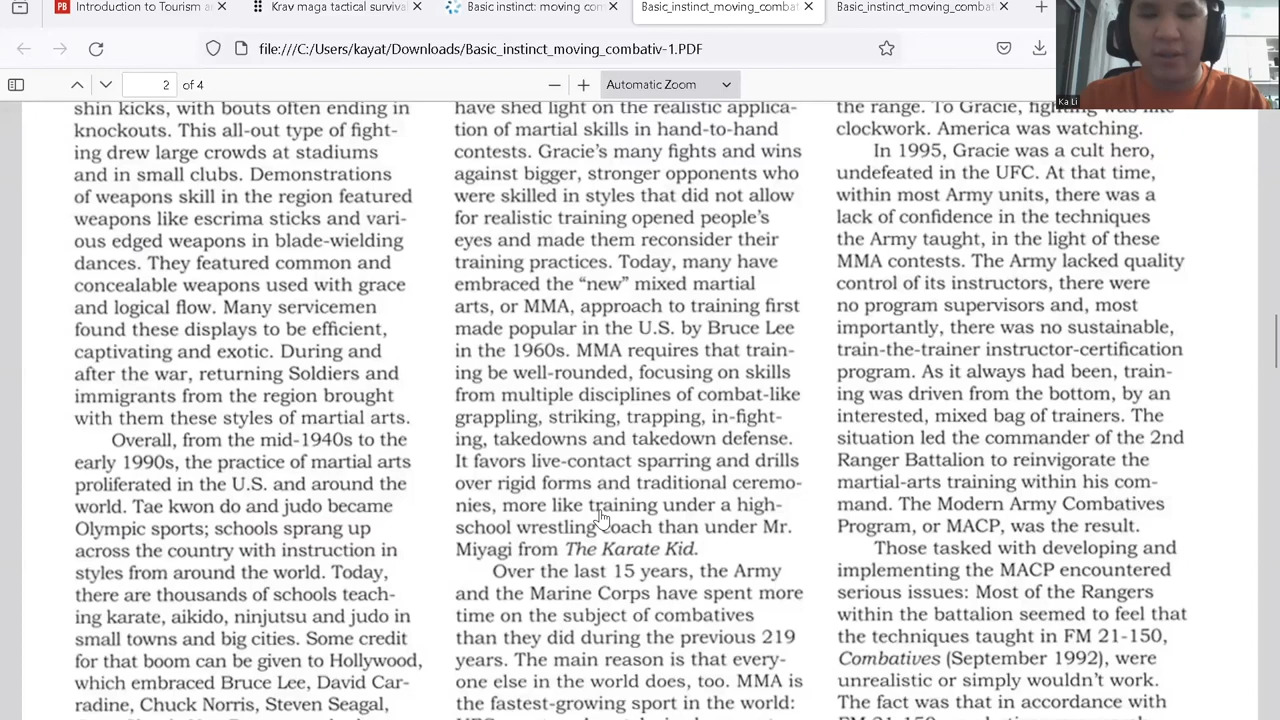 Introduction to Tourism a
Krav maga tactical survival
Basic instinct: moving con
Basic_instinct_moving_combat
Basic_instinct_moving_combat
file:///C:/Users/kayat/Downloads/Basic_instinct_moving_combativ-1.PDF
2 of 4
Automatic Zoom
Ka Li
shin kicks, with bouts often ending in
knockouts. This all-out type of fight-
ing drew large crowds at stadiums
and in small clubs. Demonstrations
of weapons skill in the region featured
weapons like escrima sticks and vari-
ous edged weapons in blade-wielding
dances. They featured common and
concealable weapons used with grace
and logical flow. Many servicemen
found these displays to be efficient,
captivating and exotic. During and
after the war, returning Soldiers and
immigrants from the region brought
with them these styles of martial arts.
Overall, from the mid-1940s to the
early 1990s, the practice of martial arts
proliferated in the U.S. and around the
world. Tae kwon do and judo became
Olympic sports; schools sprang up
across the country with instruction in
styles from around the world. Today,
there are thousands of schools teach-
ing karate, aikido, ninjutsu and judo in
small towns and big cities. Some credit
for that boom can be given to Hollywood,
which embraced Bruce Lee, David Car-
radine, Chuck Norris, Steven Seagal,
have shed light on the realistic applica-
tion of martial skills in hand-to-hand
contests. Gracie's many fights and wins
against bigger, stronger opponents who
were skilled in styles that did not allow
for realistic training opened people's
eyes and made them reconsider their
training practices. Today, many have
embraced the "new" mixed martial
arts, or MMA, approach to training first
made popular in the U.S. by Bruce Lee
in the 1960s. MMA requires that train-
ing be well-rounded, focusing on skills
from multiple disciplines of combat-like
grappling, striking, trapping, in-fight-
ing, takedowns and takedown defense.
It favors live-contact sparring and drills
over rigid forms and traditional ceremo-
nies, more like training under a high-
school wrestling coach than under Mr.
Miyagi from The Karate Kid.
Over the last 15 years, the Army
and the Marine Corps have spent more
time on the subject of combatives
than they did during the previous 219
years. The main reason is that every-
one else in the world does, too. MMA is
the fastest-growing sport in the world:
the range. To Gracie, fighting was like
clockwork. America was watching.
In 1995, Gracie was a cult hero,
undefeated in the UFC. At that time,
within most Army units, there was a
lack of confidence in the techniques
the Army taught, in the light of these
MMA contests. The Army lacked quality
control of its instructors, there were
no program supervisors and, most
importantly, there was no sustainable,
train-the-trainer instructor-certification
program. As it always had been, train-
ing was driven from the bottom, by an
interested, mixed bag of trainers. The
situation led the commander of the 2nd
Ranger Battalion to reinvigorate the
martial-arts training within his com-
mand. The Modern Army Combatives
Program, or MACP, was the result.
Those tasked with developing and
implementing the MACP encountered
serious issues: Most of the Rangers
within the battalion seemed to feel that
the techniques taught in FM 21-150,
Combatives (September 1992), were
unrealistic or simply wouldn't work.
The fact was that in accordance with